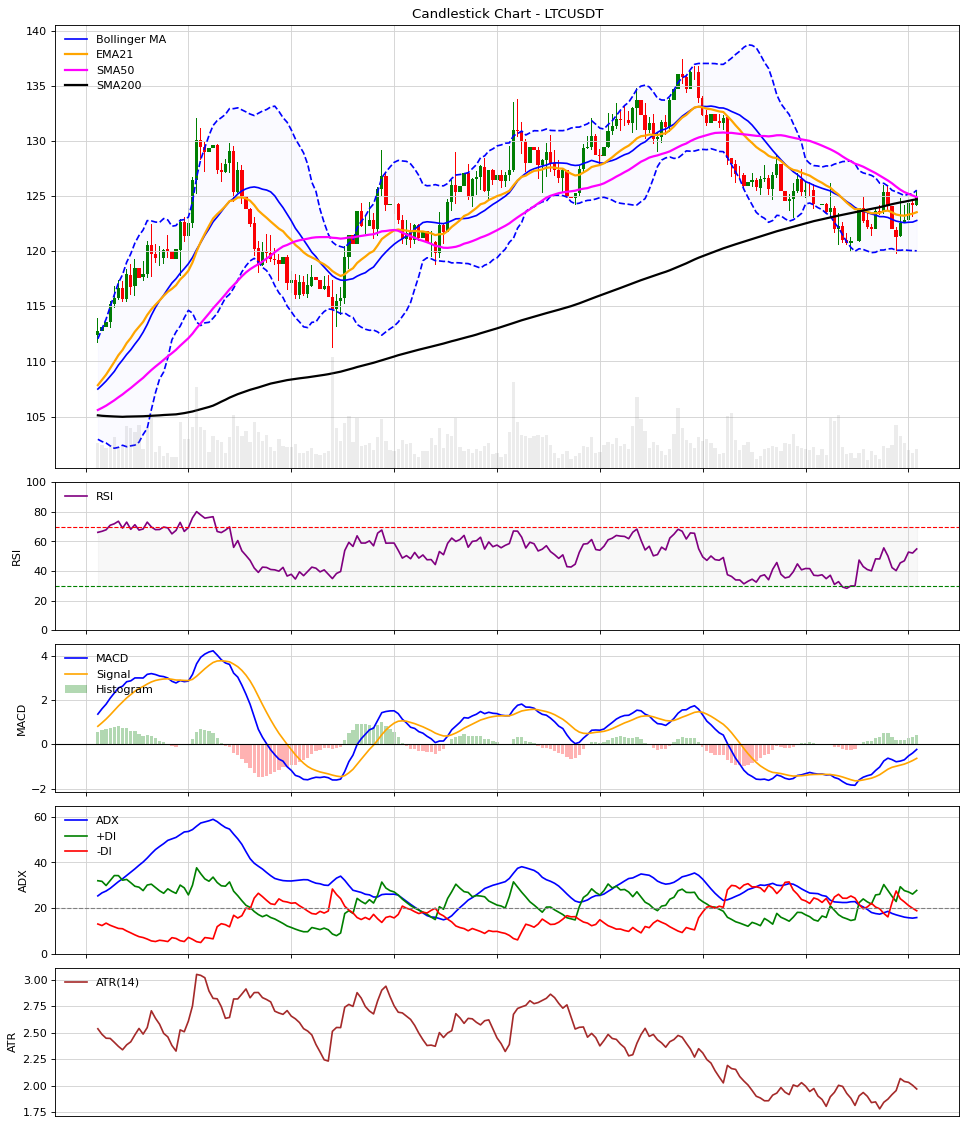 Candlestick Chart - LTCUSDT
140
135
130
125
120
115
110
105
Bollinger MA
EMA21
SMA50
SMA200
100
80
60
40
20
0
RSI
RSI
4
2
0
−2
MACD
MACD
Signal
Histogram
60
40
20
0
ADX
ADX
+DI
-DI
3.00
2.75
2.50
2.25
2.00
1.75
ATR
ATR(14)